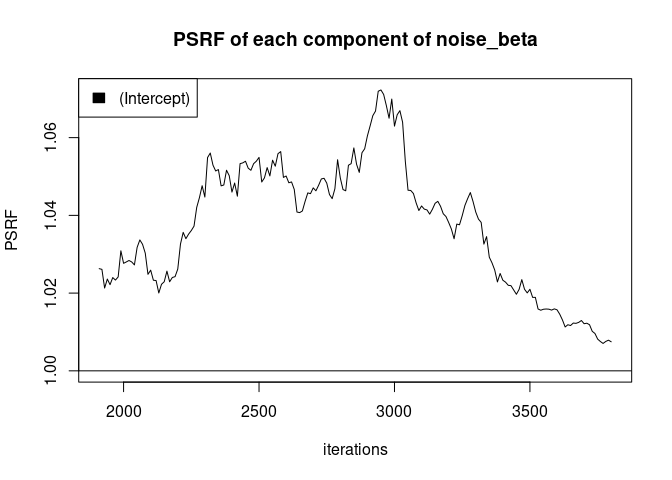 PSRF of each component of noise_beta
(Intercept)
PSRF
1.06
1.04
1.02
1.00
2000 2500 3000 3500
iterations